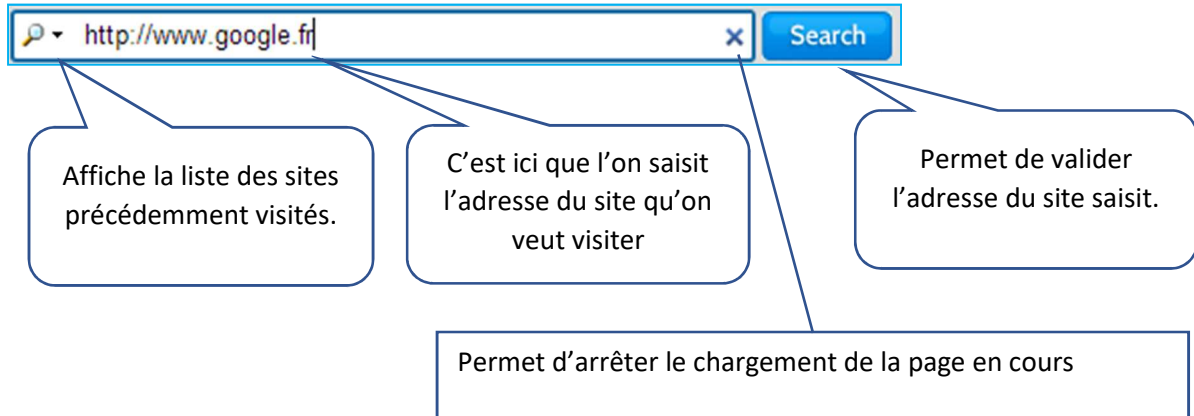 http://www.google.fr
Search
Affiche la liste des sites
précédemment visités.
C’est ici que l’on saisit
l’adresse du site qu’on
veut visiter
Permet de valider
l’adresse du site saisit.
Permet d’arrêter le chargement de la page en cours